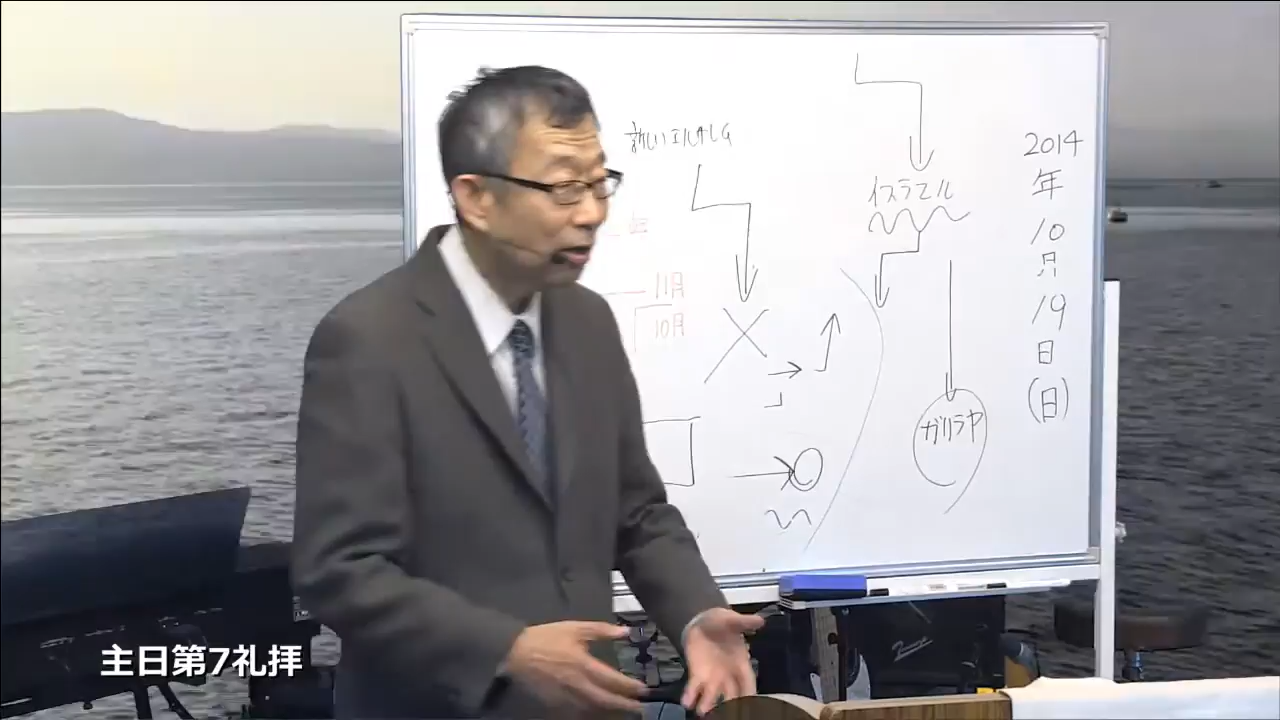 新しいエルサレム
イスラエル
11月
10月
ガリラヤ
2014
年
10
月
19
日
(日)
主日第7礼拝